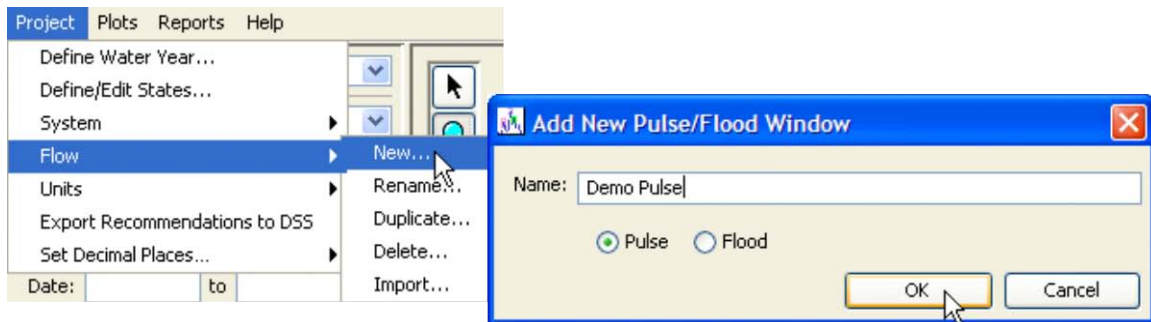 Project Plots Reports Help
Define Water Year...
Define/Edit States...
System
Flow
Units
Export Recommendations to DSS
Set Decimal Places...
Date: to
New...
Rename...
Duplicate...
Delete...
Import...
Add New Pulse/Flood Window
Name: Demo Pulse
Pulse Flood
OK Cancel